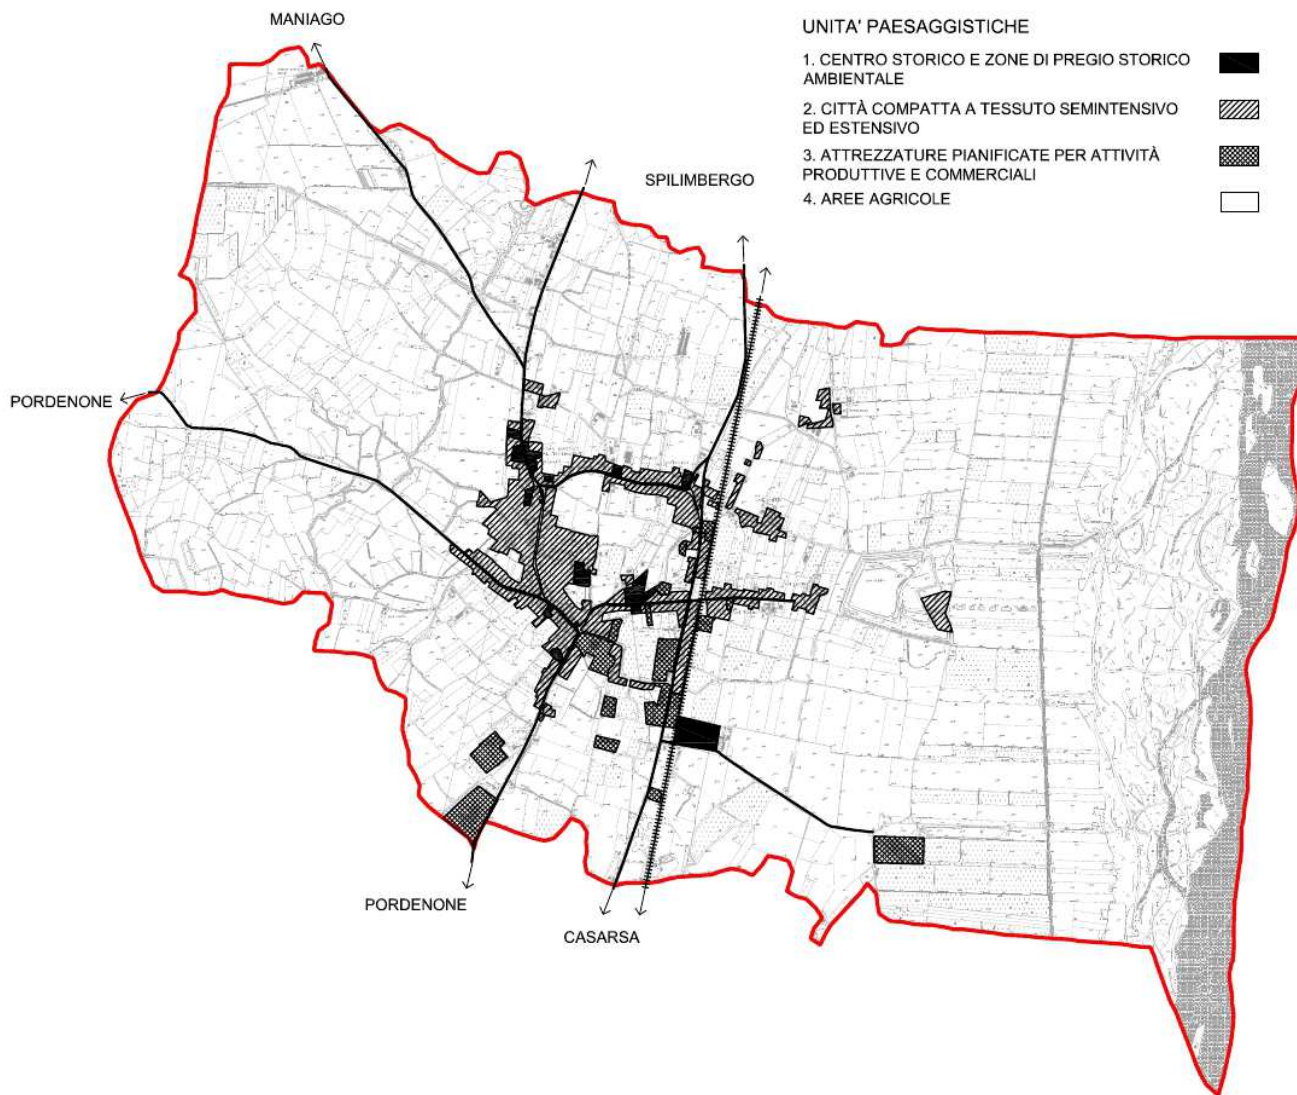 MANIAGO
UNITA' PAESAGGISTICHE
1. CENTRO STORICO E ZONE DI PREGIO STORICO
AMBIENTALE
2. CITTÀ COMPATTA A TESSUTO SEMINTENSIVO
ED ESTENSIVO
3. ATTREZZATURE PIANIFICATE PER ATTIVITÀ
PRODUTTIVE E COMMERCIALI
4. AREE AGRICOLE
SPILIMBERGO
PORDENONE
PORDENONE
CASARSA